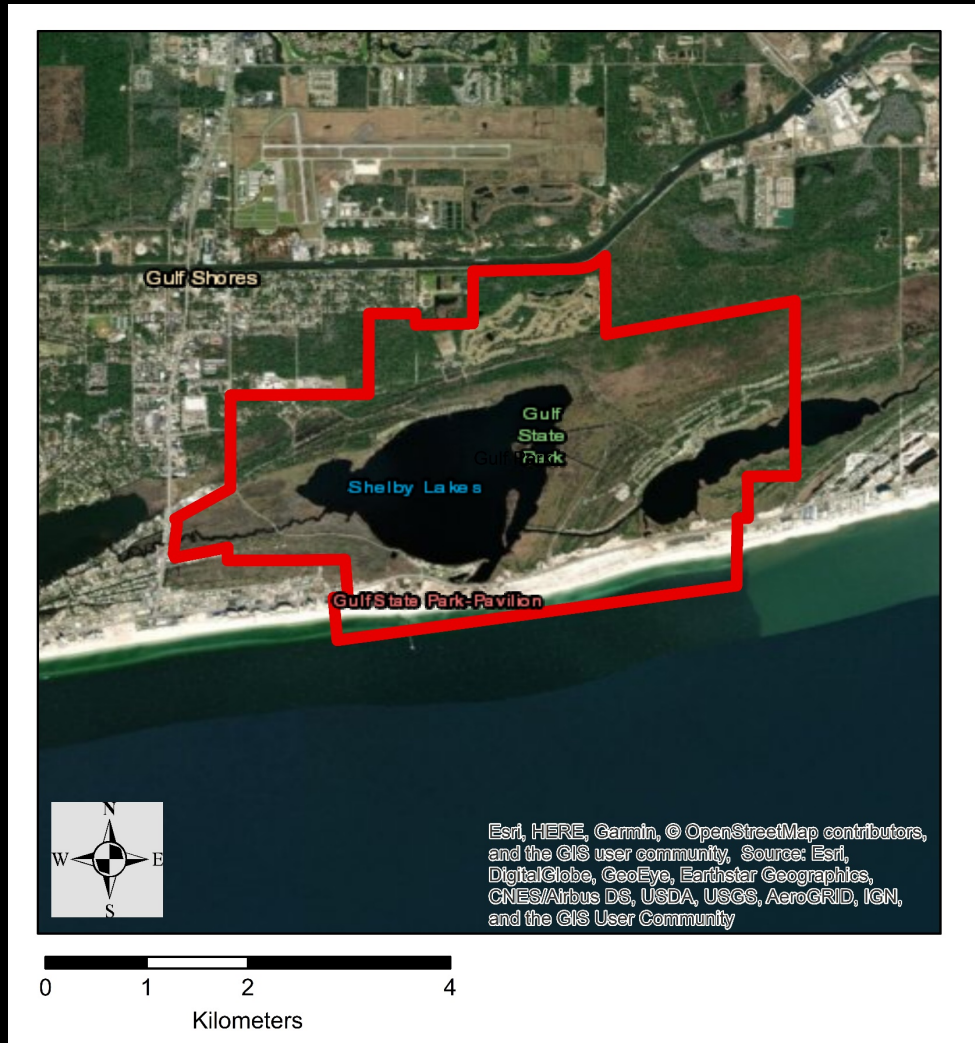 Gulf Shores
Gulf
State
Park
Shelby Lakes
Gulf State Park-Pavilion
N
W E
S
Esri, HERE, Garmin, © OpenStreetMap contributors,
and the GIS user community, Source: Esri,
DigitalGlobe, GeoEye, Earthstar Geographics,
CNES/Airbus DS, USDA, USGS, AeroGRID, IGN,
and the GIS User Community
0 1 2 4
Kilometers